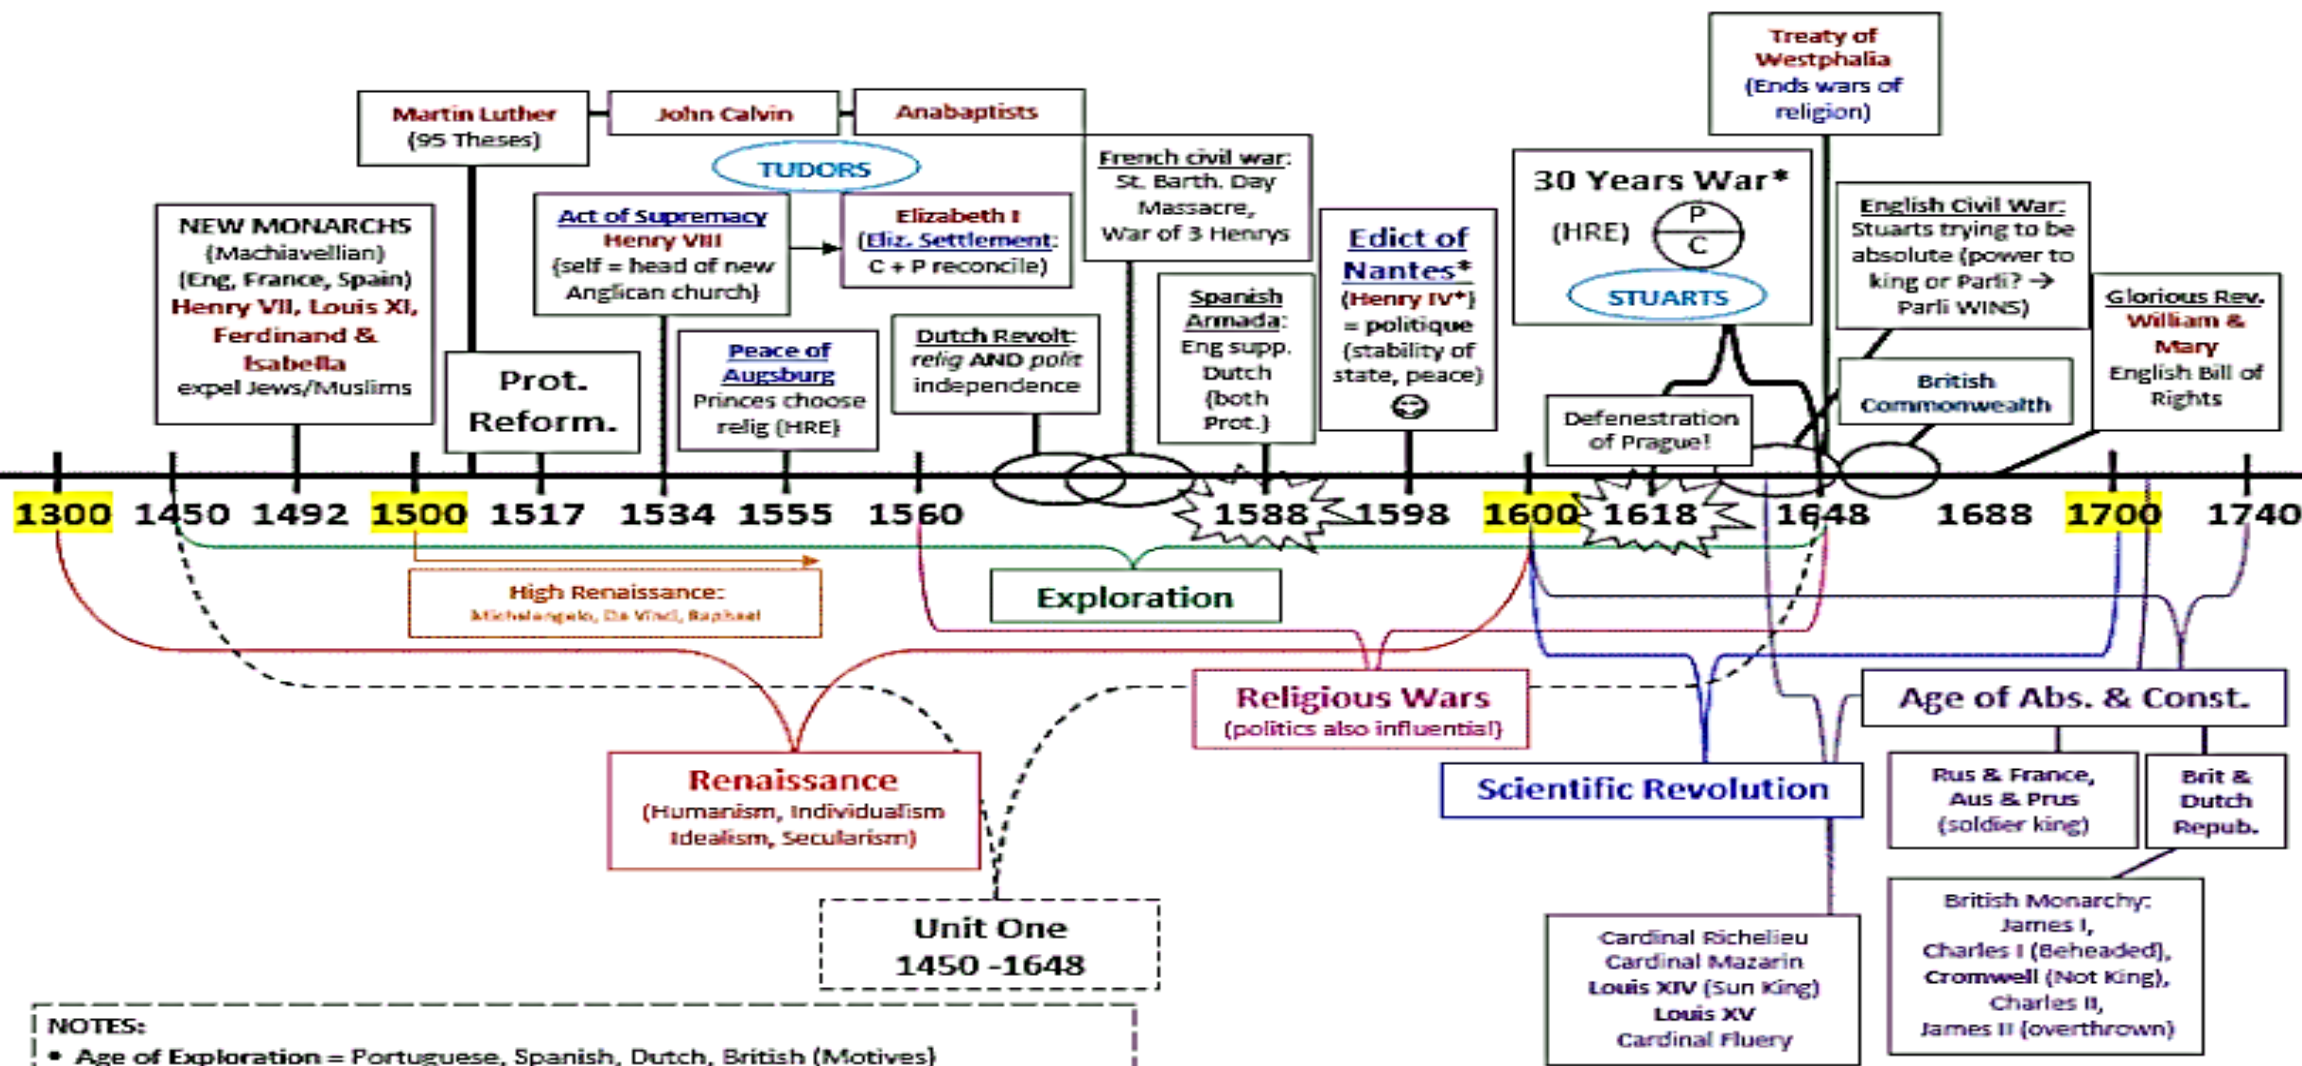 Treaty of
Westphalia
(Ends wars of
religion)
Martin Luther
(95 Theses)
John Calvin
Anabaptists
TUDORS
French civil war:
St. Barth. Day
Massacre,
War of 3 Henrys
30 Years War*
(HRE)
P
C
STUARTS
English Civil War:
Stuarts trying to be
absolute (power to
king or Parli? →
Parli WINS)
NEW MONARCHS
(Machiavellian)
(Eng, France, Spain)
Henry VII, Louis XI,
Ferdinand &
Isabella
expel Jews/Muslims
Act of Supremacy
Henry VIII
(self = head of new
Anglican church)
Elizabeth I
(Eliz. Settlement:
C + P reconcile)
Edict of
Nantes*
(Henry IV*)
= politique
(stability of
state, peace)
Spanish
Armada:
Eng supp.
Dutch
(both
Prot.)
Glorious Rev.
William &
Mary
English Bill of
Rights
Prot.
Reform.
Peace of
Augsburg
Princes choose
relig (HRE)
Dutch Revolt:
relig AND polit
independence
Defenestration
of Prague!
British
Commonwealth
1300 1450 1492 1500 1517 1534 1555 1560 1588 1598 1600 1618 1648 1688 1700 1740
High Renaissance:
Michelangelo, Da Vinci, Raphael
Exploration
Religious Wars
(politics also influential)
Age of Abs. & Const.
Renaissance
(Humanism, Individualism
Idealism, Secularism)
Scientific Revolution
Rus & France,
Aus & Prus
(soldier king)
Brit &
Dutch
Repub.
Unit One
1450 -1648
Cardinal Richelieu
Cardinal Mazarin
Louis XIV (Sun King)
Louis XV
Cardinal Fluery
British Monarchy:
James I,
Charles I (Beheaded),
Cromwell (Not King),
Charles II,
James II (overthrown)
NOTES:
• Age of Exploration = Portuguese, Spanish, Dutch, British (Motives)